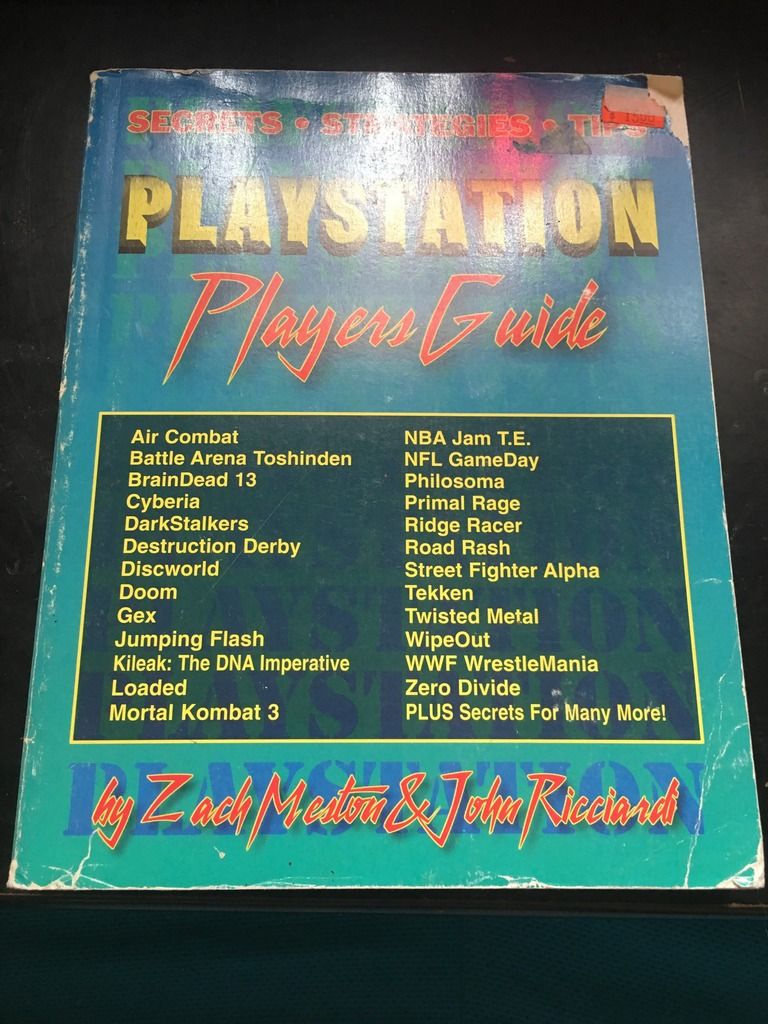 SECRETS • STRATEGIES • TIPS
PLAYSTATION
Players Guide
Air Combat
Battle Arena Toshinden
BrainDead 13
Cyberia
DarkStalkers
Destruction Derby
Discworld
Doom
Gex
Jumping Flash
Kileak: The DNA Imperative
Loaded
Mortal Kombat 3
NBA Jam T.E.
NFL GameDay
Philosoma
Primal Rage
Ridge Racer
Road Rash
Street Fighter Alpha
Tekken
Twisted Metal
WipeOut
WWF WrestleMania
Zero Divide
PLUS Secrets For Many More!
PLAYSTATION
PLAYSTATION
PLAYSTATION
by Zach Meston & John Ricciardi